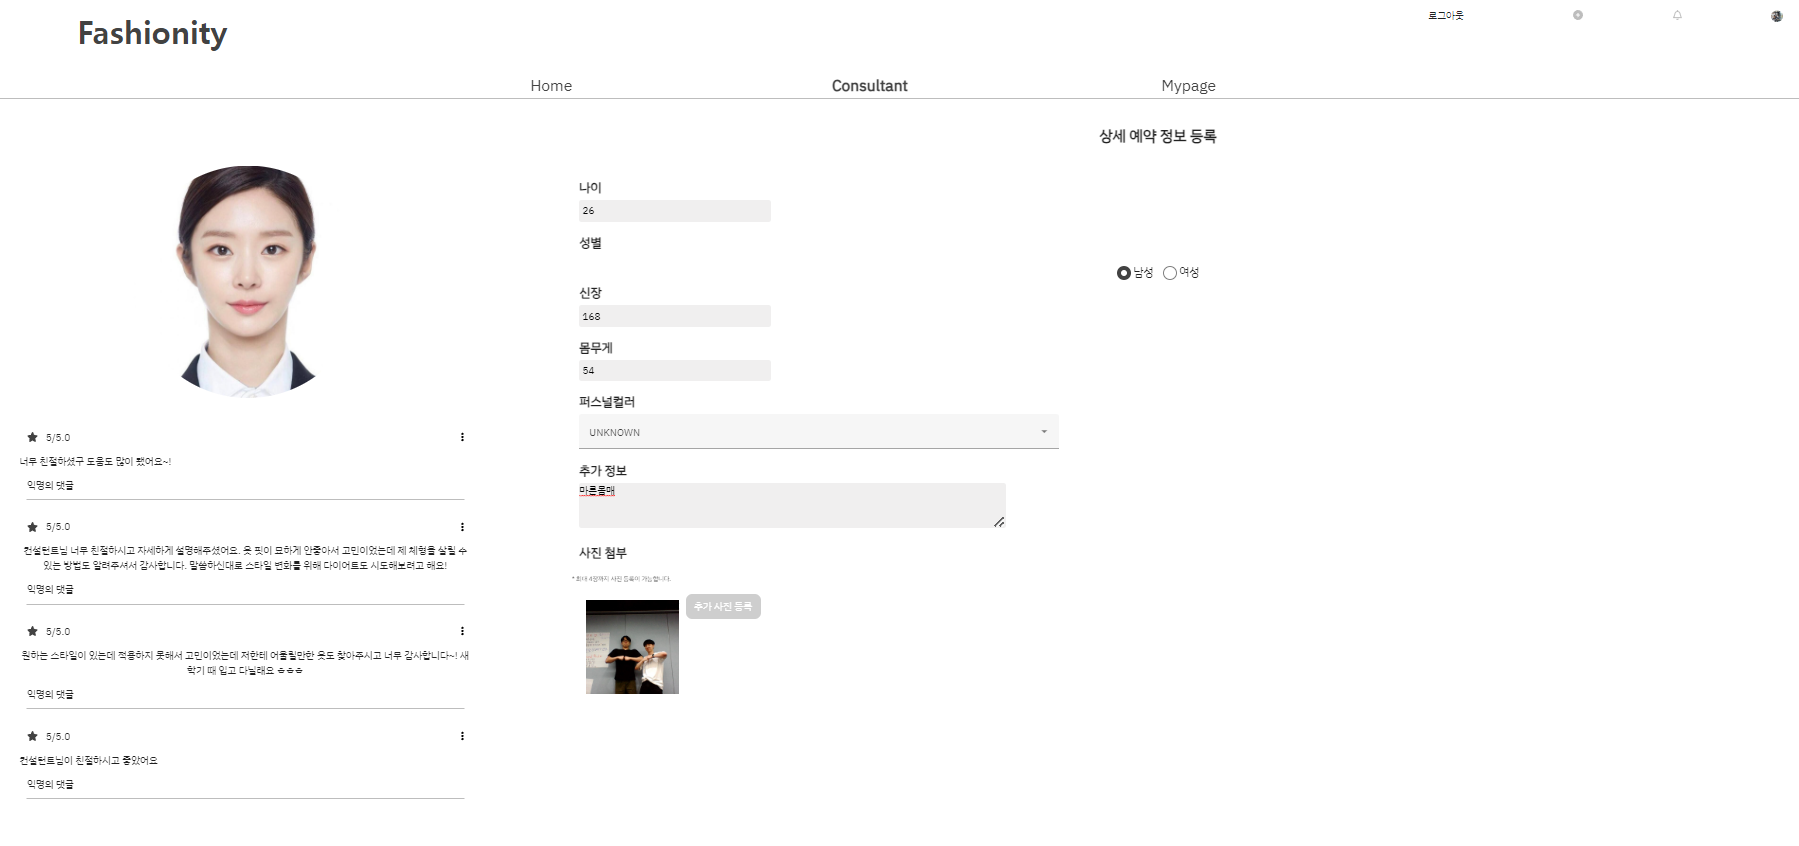 Fashionity
로그아웃
Home
Consultant
Mypage
상세 예약 정보 등록
5/5.0
너무 친절하셨구 도움도 많이 됐어요~!
익명의 댓글
5/5.0
컨설턴트님 너무 친절하시고 자세하게 설명해주셨어요. 옷 핏이 묘하게 안좋아서 고민이었는데 제 체형을 살릴 수
있는 방법도 알려주셔서 감사합니다. 말씀하신대로 스타일 변화를 위해 다이어트도 시도해보려고 해요!
익명의 댓글
5/5.0
원하는 스타일이 있는데 적용하지 못해서 고민이었는데 저한테 어울릴만한 옷도 찾아주시고 너무 감사합니다~! 새
학기 때 입고 다닐래요 ㅎㅎㅎ
익명의 댓글
5/5.0
컨설턴트님이 친절하시고 좋았어요
익명의 댓글
나이
26
성별
남성
여성
신장
168
몸무게
54
퍼스널컬러
UNKNOWN
추가 정보
마른몸매
사진 첨부
* 최대 4장까지 사진 등록이 가능합니다.
추가 사진 등록